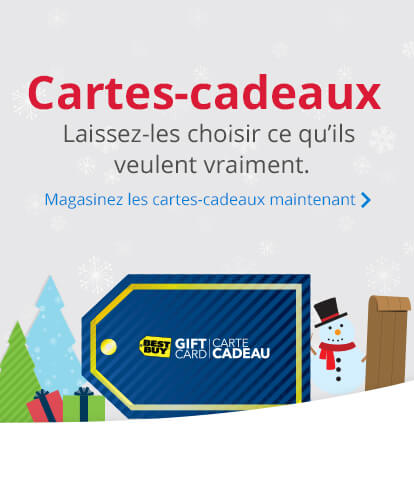 Cartes-cadeaux
Laissez-les choisir ce qu'ils
veulent vraiment.
Magasinez les cartes-cadeaux maintenant
BEST
BUY
GIFT
CARD
CARTE
CADEAU